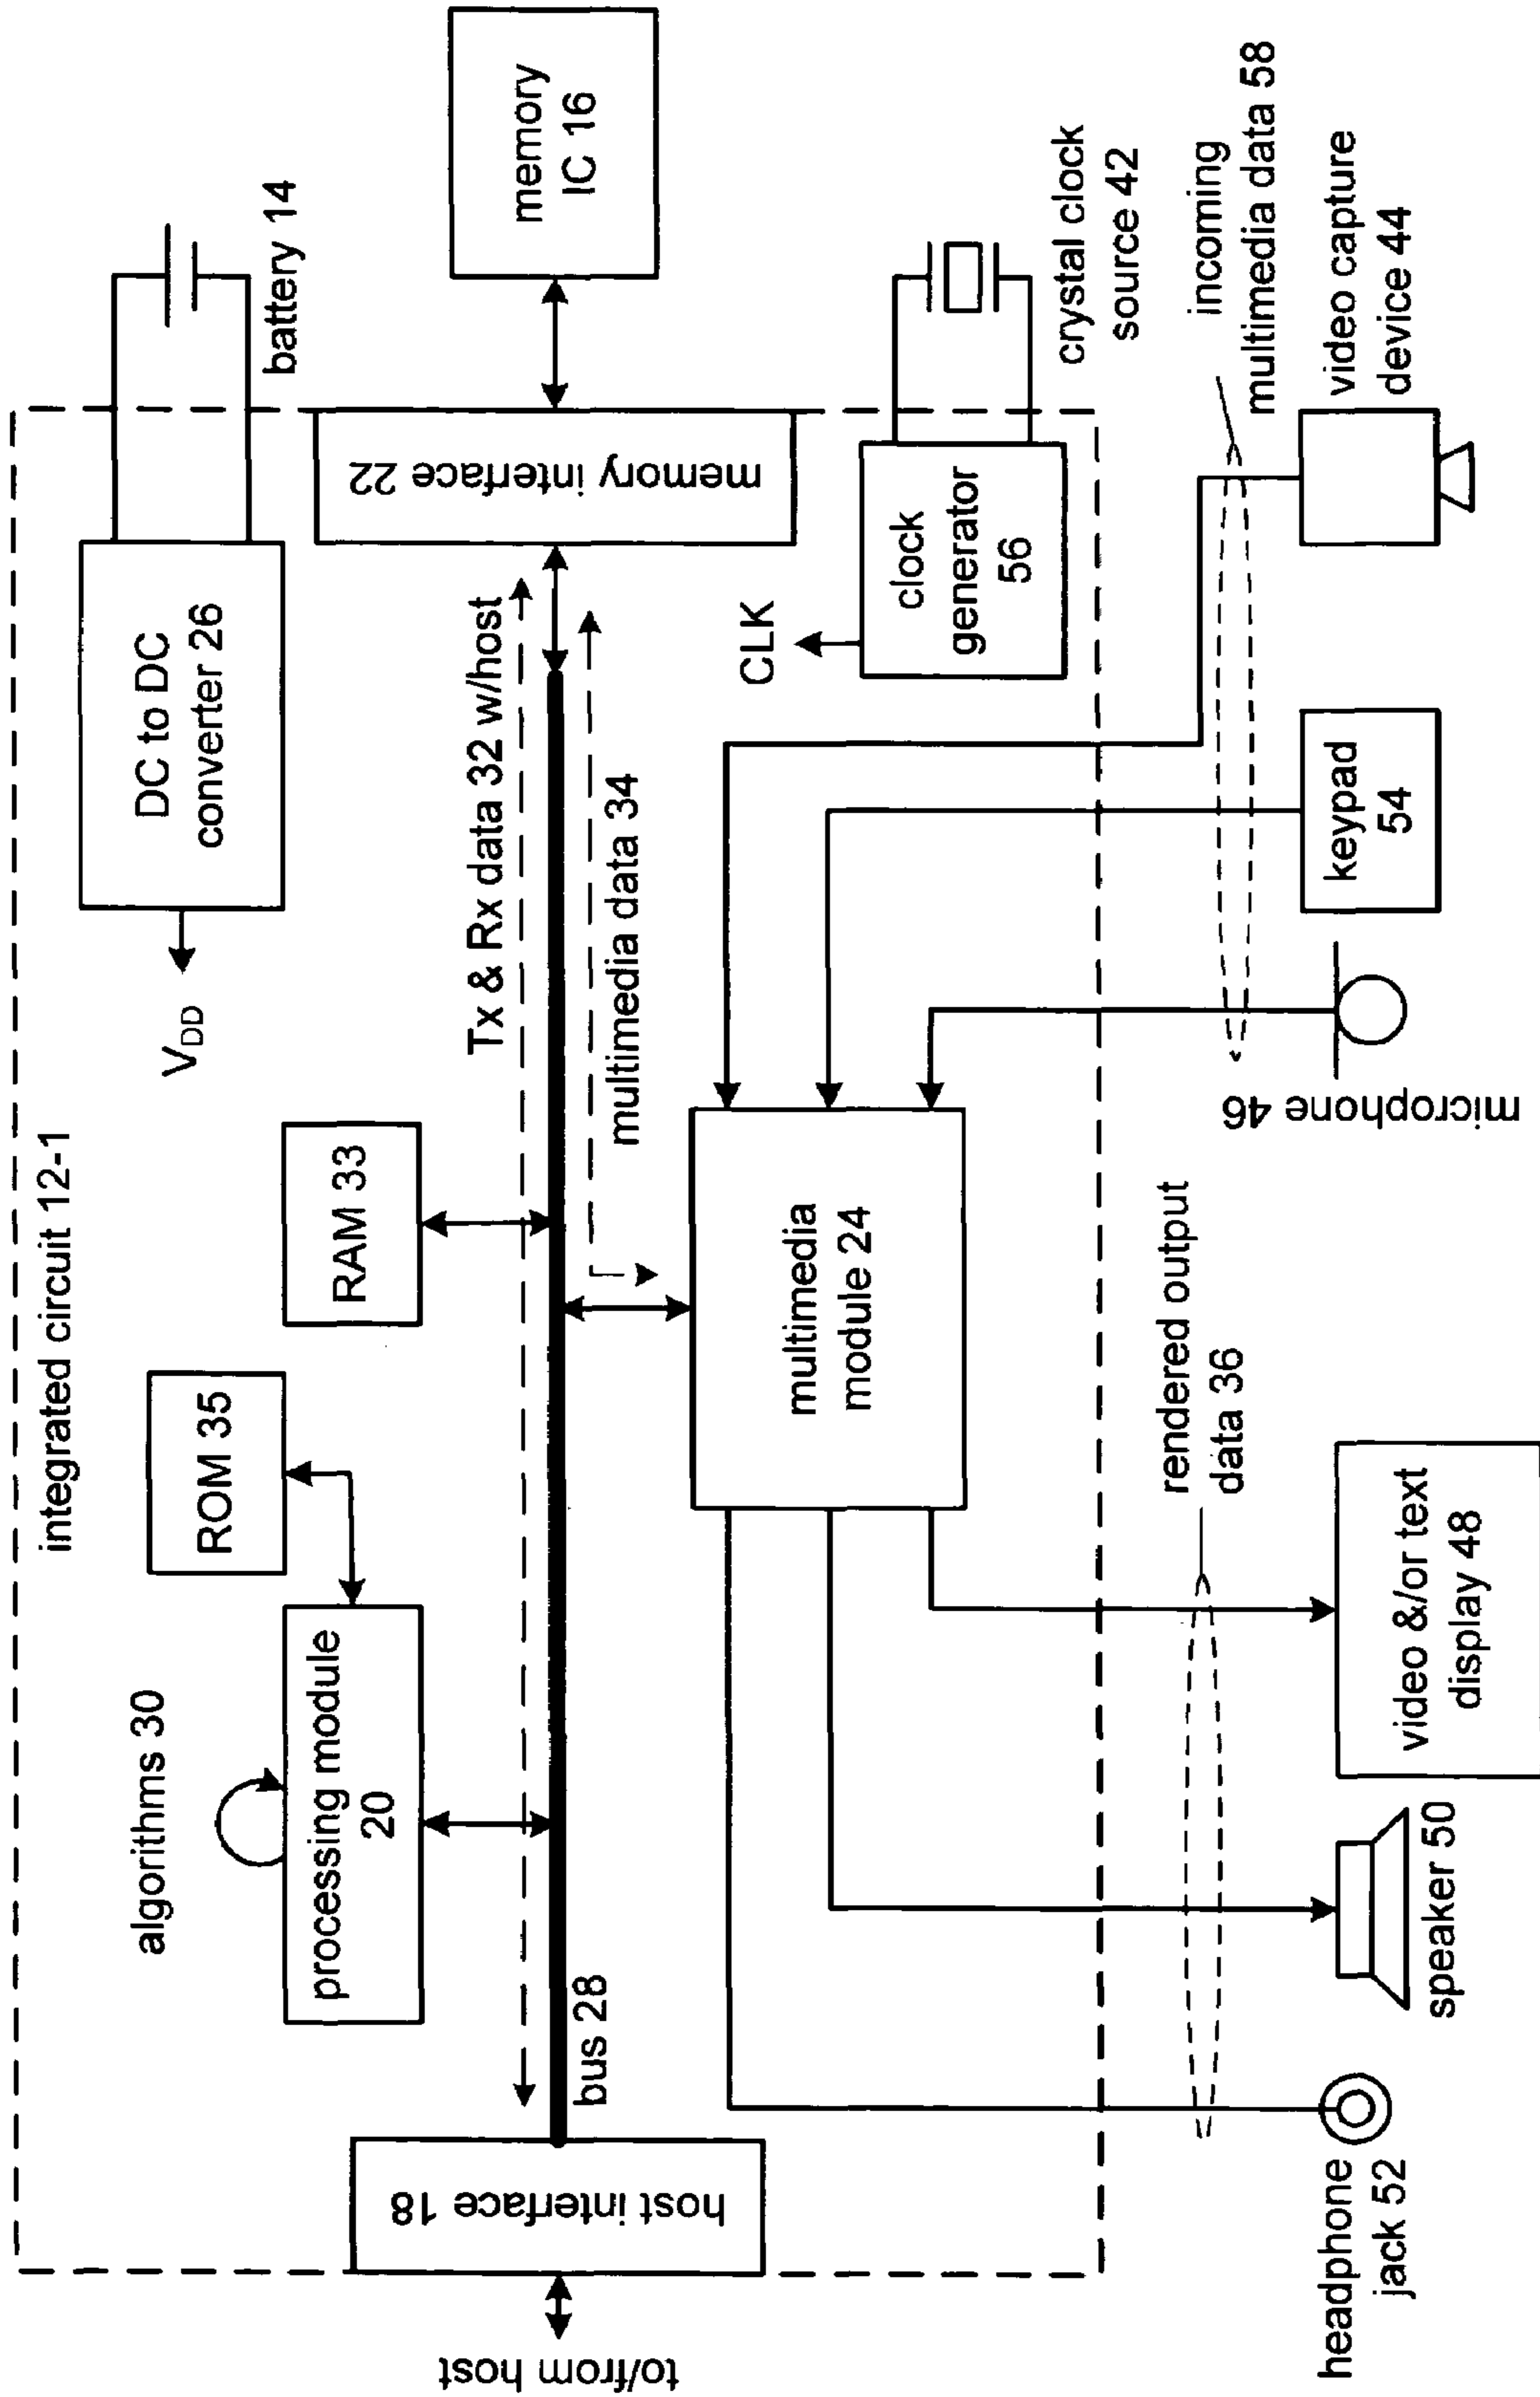 integrated circuit 12-1
DC to DC
converter 26
V_DD
battery 14
algorithms 30
ROM 35
RAM 33
processing module
20
Tx & Rx data 32 w/host
multimedia data 34
bus 28
to/from host
host interface 18
memory interface 22
memory
IC 16
multimedia
module 24
CLK
clock
generator
56
crystal clock
source 42
incoming
multimedia data 58
rendered output
data 36
headphone
jack 52
speaker 50
video &/or text
display 48
microphone 46
keypad
54
video capture
device 44